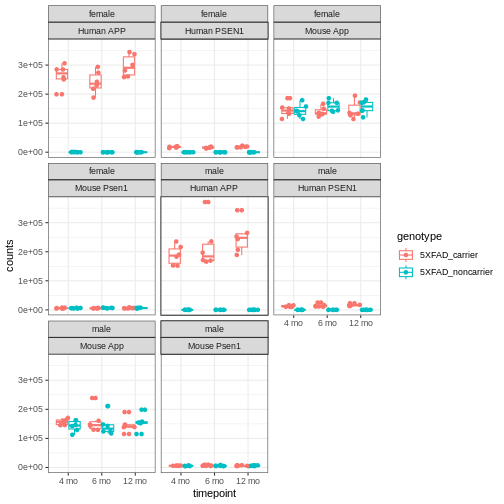 female
female
female
Human APP
Human PSEN1
Mouse App
3e+05
2e+05
1e+05
0e+00
female
male
male
Mouse Psen1
Human APP
Human PSEN1
3e+05
2e+05
1e+05
0e+00
counts
genotype
5XFAD_carrier
5XFAD_noncarrier
4 mo
6 mo
12 mo
male
male
Mouse App
Mouse Psen1
3e+05
2e+05
1e+05
0e+00
4 mo
6 mo
12 mo
4 mo
6 mo
12 mo
timepoint